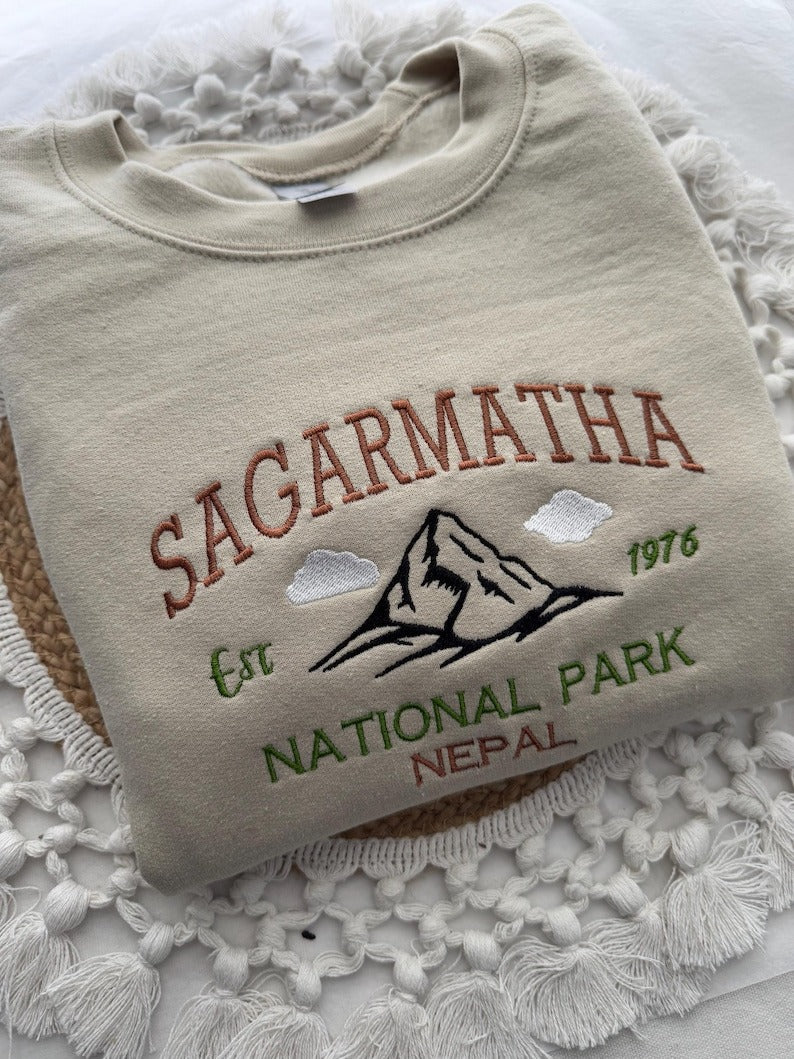 SAGARMATHA
Est 1976
NATIONAL PARK
NEPAL